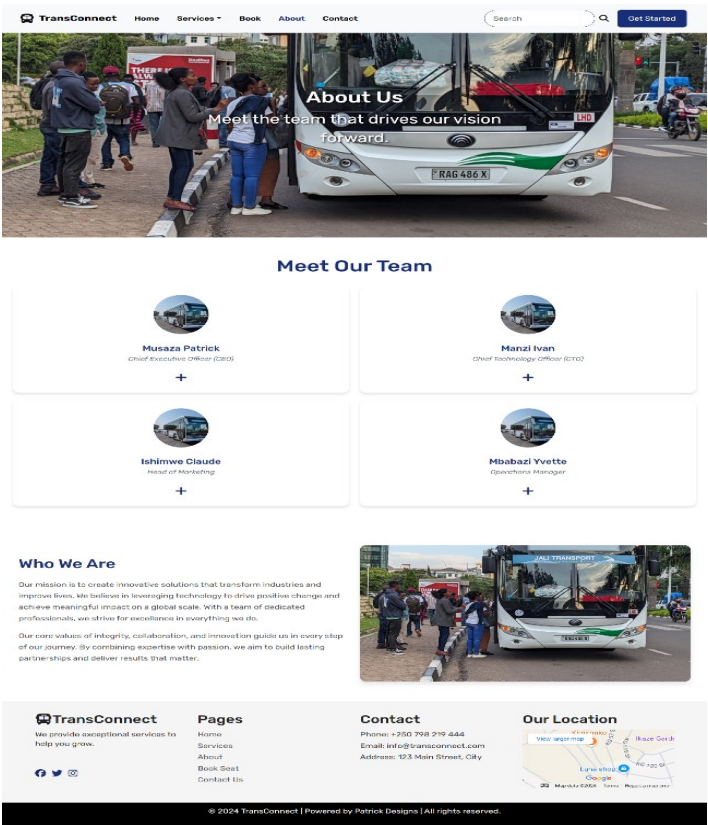 TransConnect Home Services Book About Contact Search Get Started
About Us
Meet the team that drives our vision
forward.
LHD
RAG 486 X
Meet Our Team
Musaza Patrick
Chief Executive Officer (CEO)
+
Manzi Ivan
Chief Technology Officer (CTO)
+
Ishimwe Claude
Head of Marketing
+
Mbabazi Yvette
Operations Manager
+
Who We Are
Our mission is to create innovative solutions that transform industries and
improve lives. We believe in leveraging technology to drive positive change and
achieve meaningful impact on a global scale. With a team of dedicated
professionals, we strive for excellence in everything we do.
Our core values of integrity, collaboration, and innovation guide us in every step
of our journey. By combining expertise with passion, we aim to build lasting
partnerships and deliver results that matter.
JALI TRANSPORT
TransConnect
We provide exceptional services to
help you grow.
Pages
Home
Services
About
Book Seat
Contact Us
Contact
Phone: +250 798 219 444
Email: info@transconnect.com
Address: 123 Main Street, City
Our Location
View larger map
Ikaze Gard
Luna shop
Google
Map data ©2024 Terms
© 2024 TransConnect | Powered by Patrick Designs | All rights reserved.